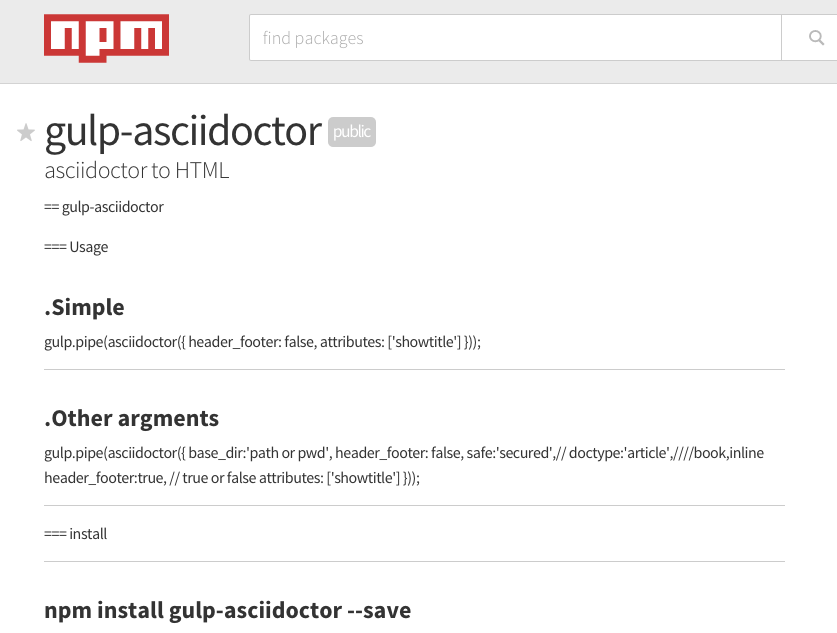 npm
find packages
gulp-asciidoctor public
asciidoctor to HTML
== gulp-asciidoctor
=== Usage
.Simple
gulp.pipe(asciidoctor({ header_footer: false, attributes: ['showtitle'] }));
.Other argments
gulp.pipe(asciidoctor({ base_dir:'path or pwd', header_footer: false, safe:'secured',// doctype:'article',////book,inline
header_footer:true, // true or false attributes: ['showtitle'] }));
=== install
npm install gulp-asciidoctor --save